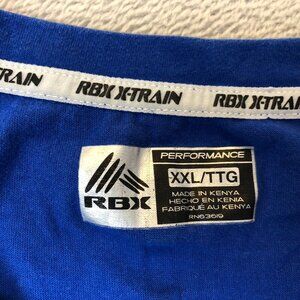 RBX X-TRAIN
RBX X-TRAIN
RBX X-TRAIN
PERFORMANCE
XXL/TTG
MADE IN KENYA
HECHO EN KENIA
FABRIQUÉ AU KENYA
RN63619
RBX